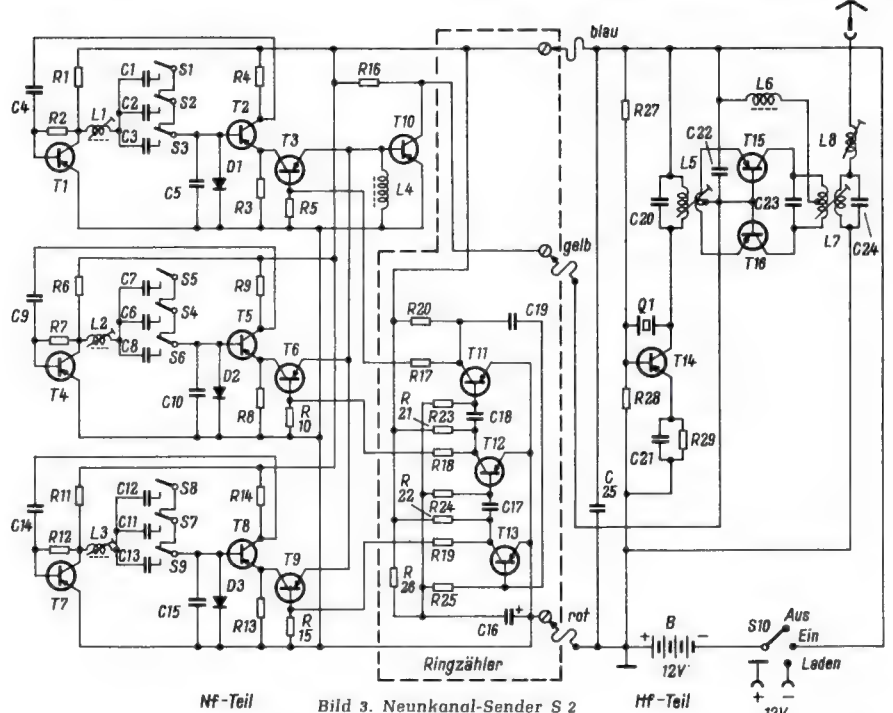 blau
R1 C1 S1 R4 R16
C4 C2 S2 T2 T10 R27 L6
R2 L1 C3 S3 T3 C22 T15 L8
T1 C5 D1 R3 R5 L4 L5
C20 C23 L7 C24
T16
gelb
R6 C7 S5 R9
C9 C6 S4 T5 R20 C19 Q1
R7 L2 C8 S6 T6 R17 T11 T14
T4 C10 D2 R8 R 10 R 21 R23 C18 R28
R18 T12 C21 R29
R11 C12 S8 R14 R 22 R24 C17 C 25
C14 C11 S7 T8 T13
R12 L3 C13 S9 T9 R19
T7 C15 D3 R13 R 15 R 26 R25
C16 + rot
Ringzähler
+ B - S10 Aus
12V Ein
Laden
+ -
12V
Nf-Teil
Bild 3. Neunkanal-Sender S 2
Hf-Teil